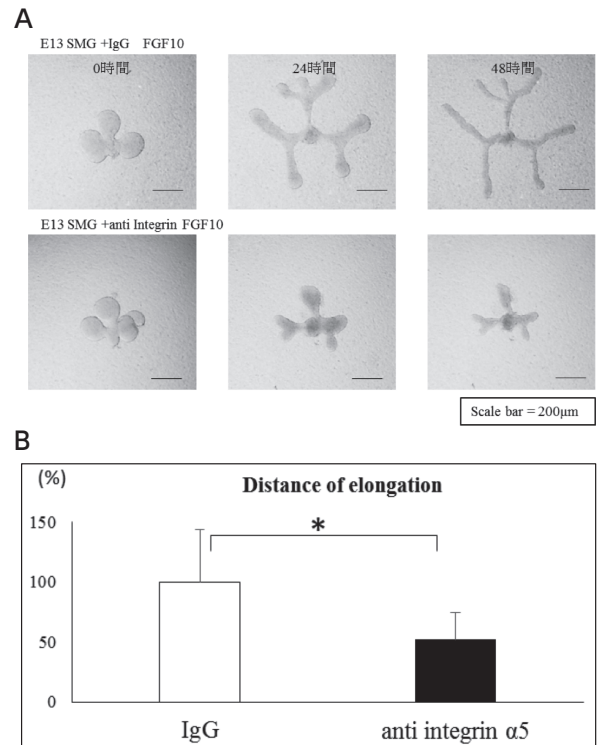 A
E13 SMG +IgG FGF10
0時間 24時間 48時間
E13 SMG +anti Integrin FGF10
Scale bar = 200μm
B
(%)
Distance of elongation
150
*
100
50
0
IgG anti integrin α5